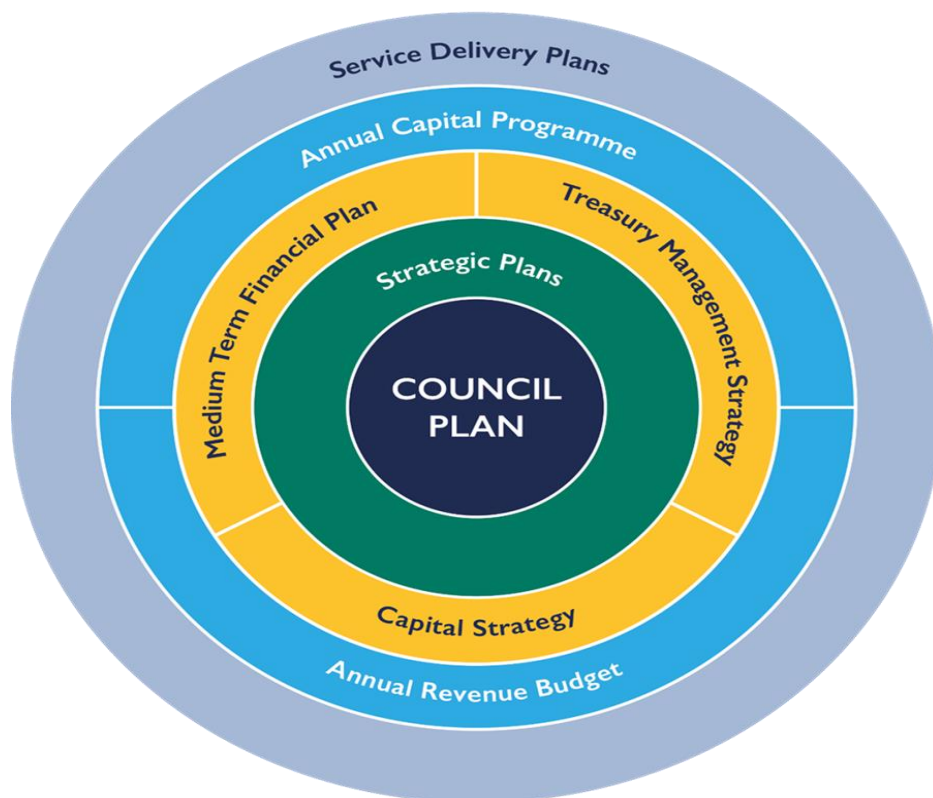 Service Delivery Plans
Annual Capital Programme
Medium Term Financial Plan
Treasury Management Strategy
Strategic Plans
COUNCIL
PLAN
Capital Strategy
Annual Revenue Budget